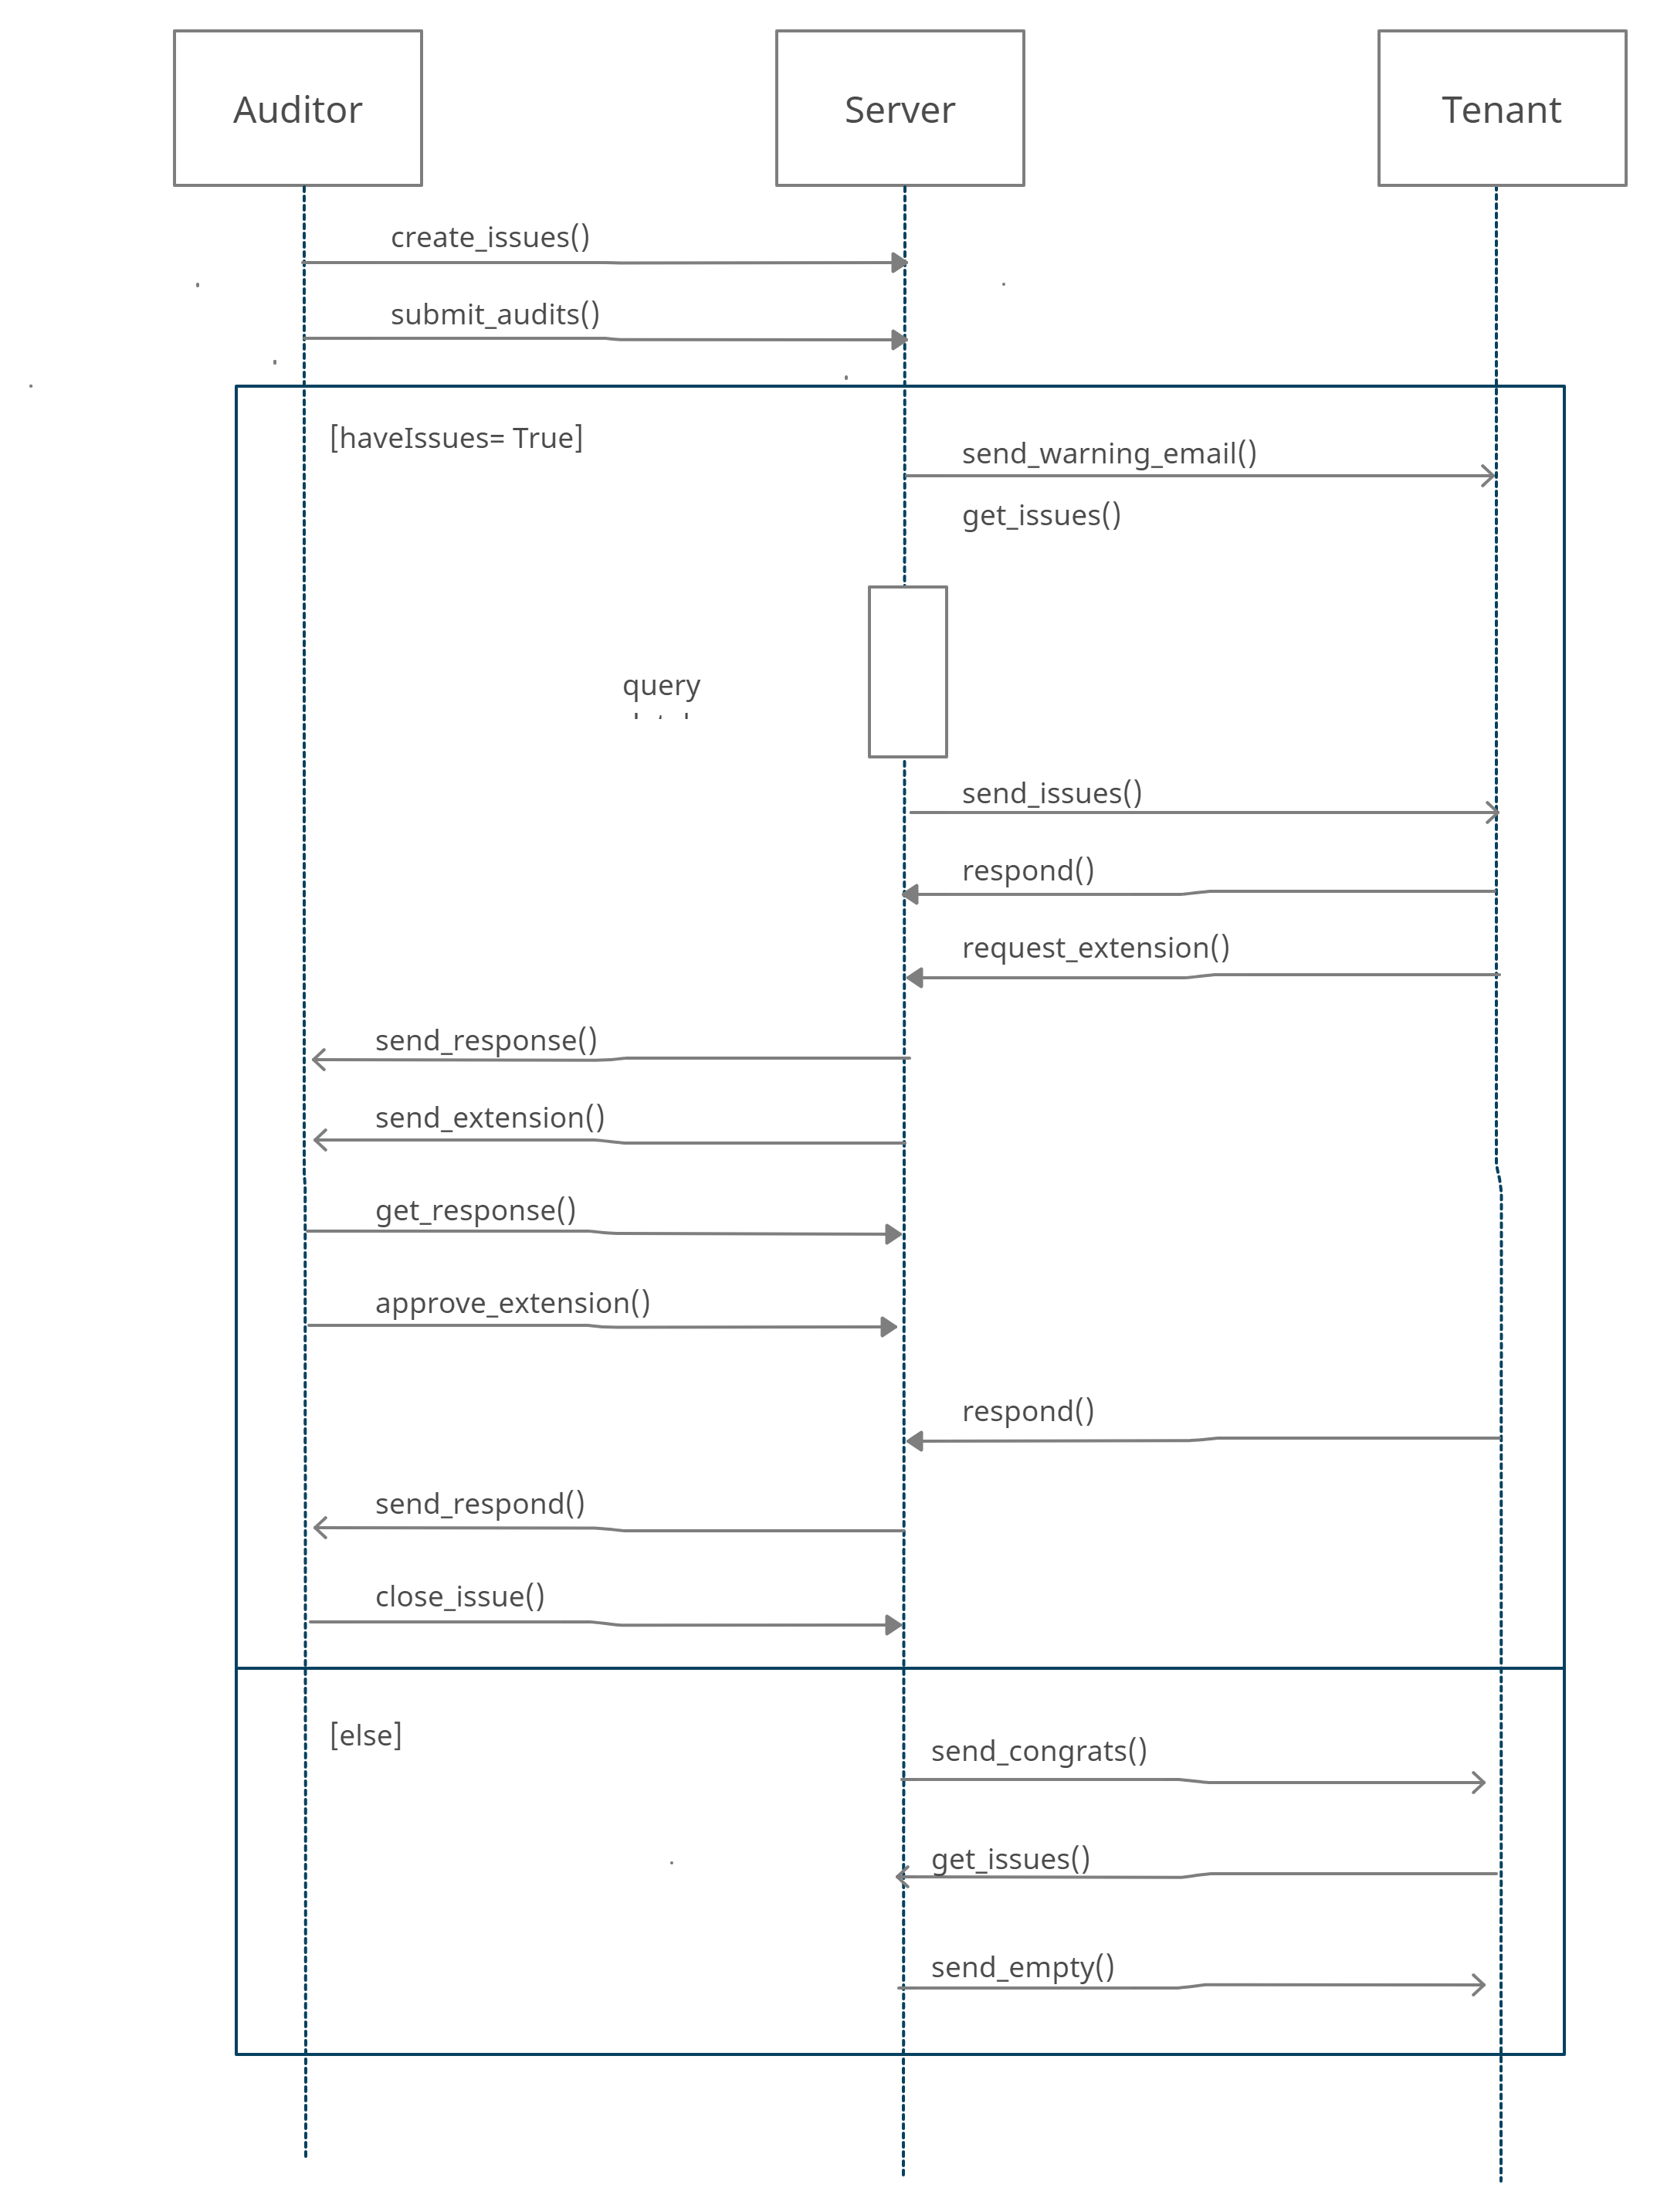 Auditor
Server
Tenant
create_issues()
submit_audits()
[haveIssues= True]
send_warning_email()
get_issues()
query
send_issues()
respond()
request_extension()
send_response()
send_extension()
get_response()
approve_extension()
respond()
send_respond()
close_issue()
[else]
send_congrats()
get_issues()
send_empty()